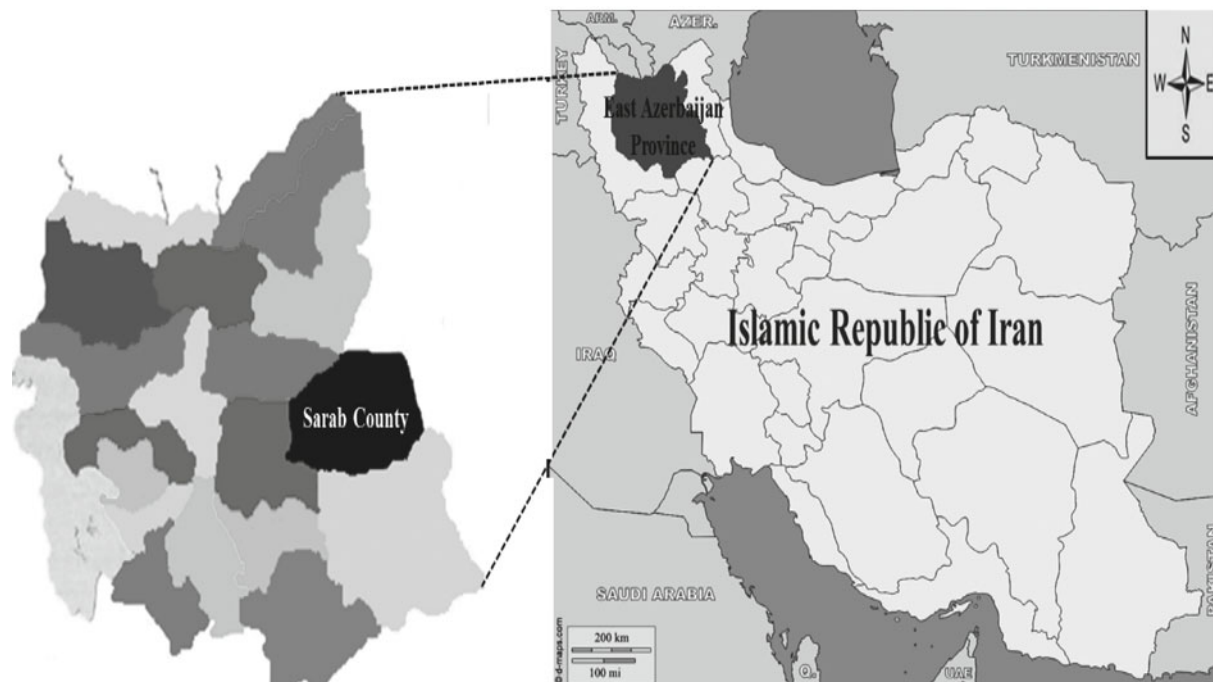 Sarab County
ARM.
AZER.
TURKEY
TURKMENISTAN
N
W
E
S
East Azerbaijan
Province
Islamic Republic of Iran
IRAQ
AFGHANISTAN
PAKISTAN
SAUDI ARABIA
200 km
100 mi
d-maps.com
Q.
UAE